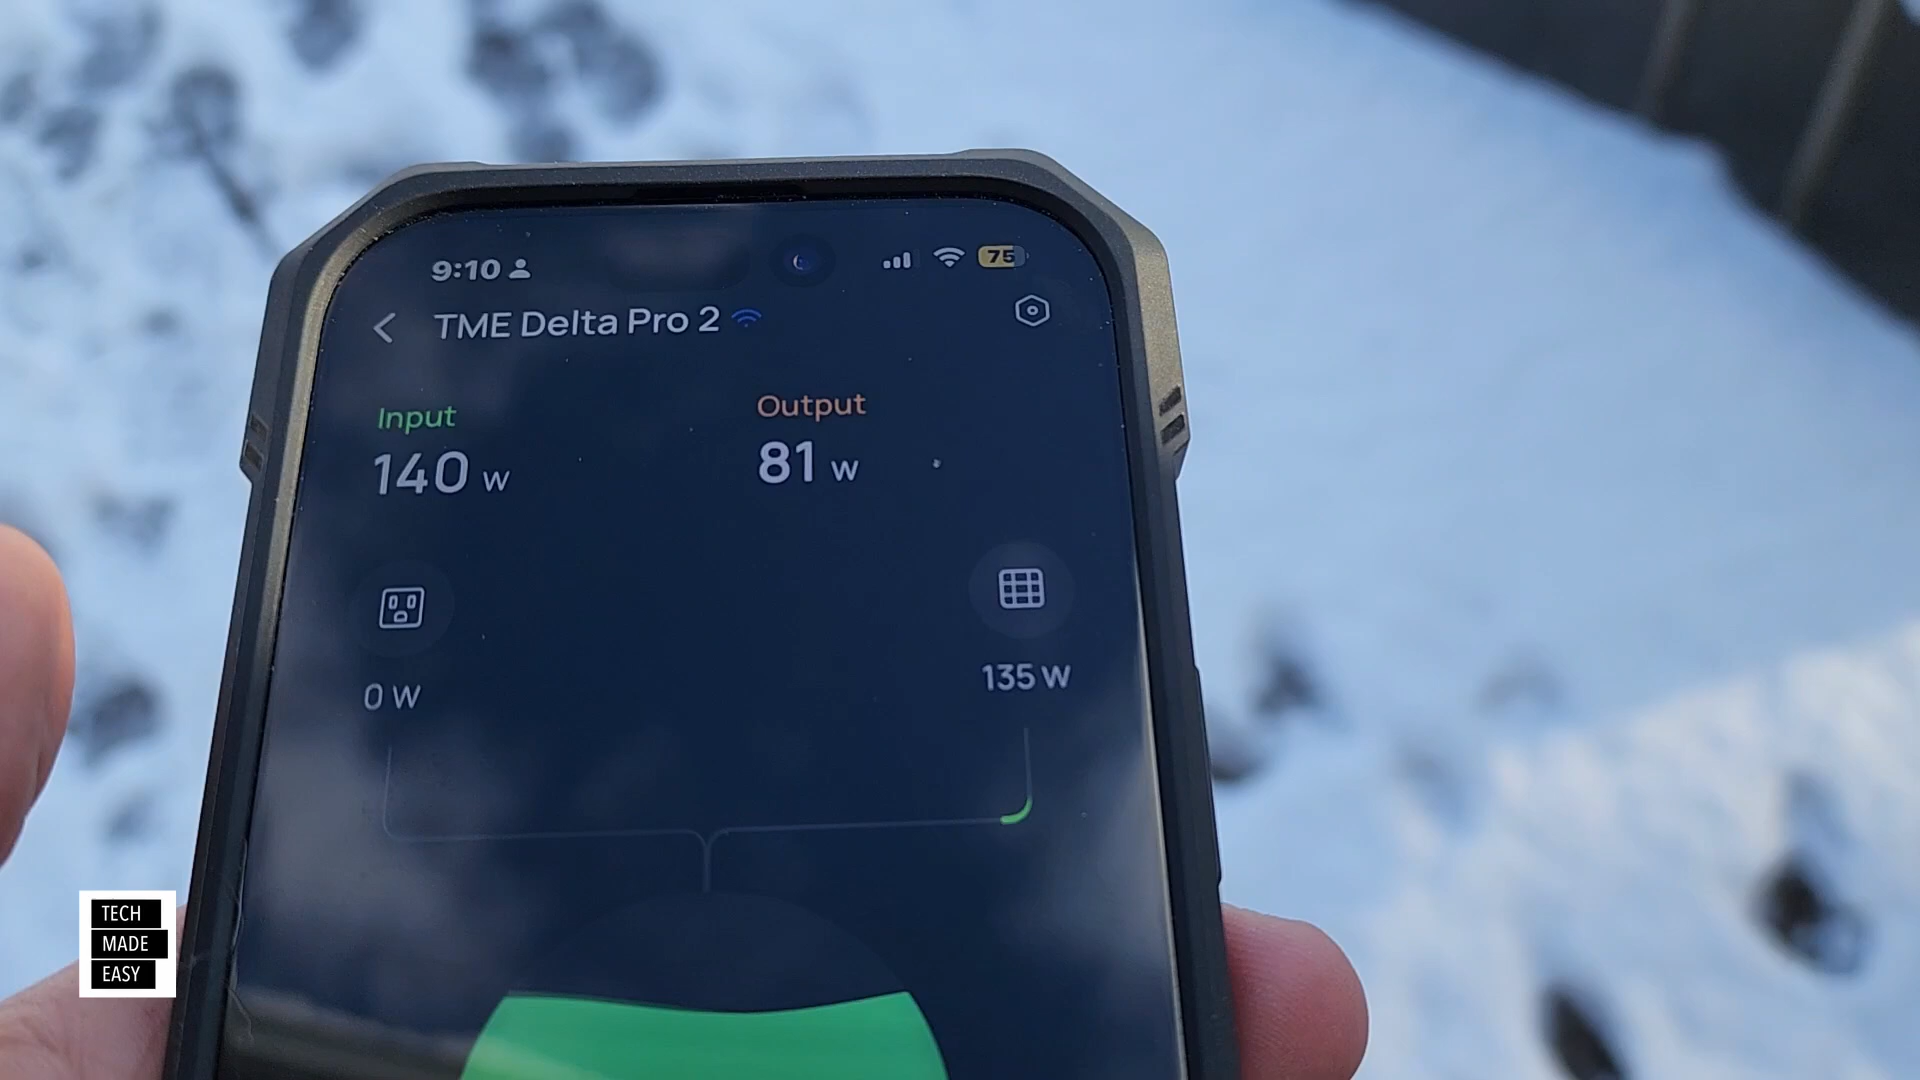 9:10
75
TME Delta Pro 2
Input
Output
140 W
81 W
0 W
135 W
TECH
MADE
EASY